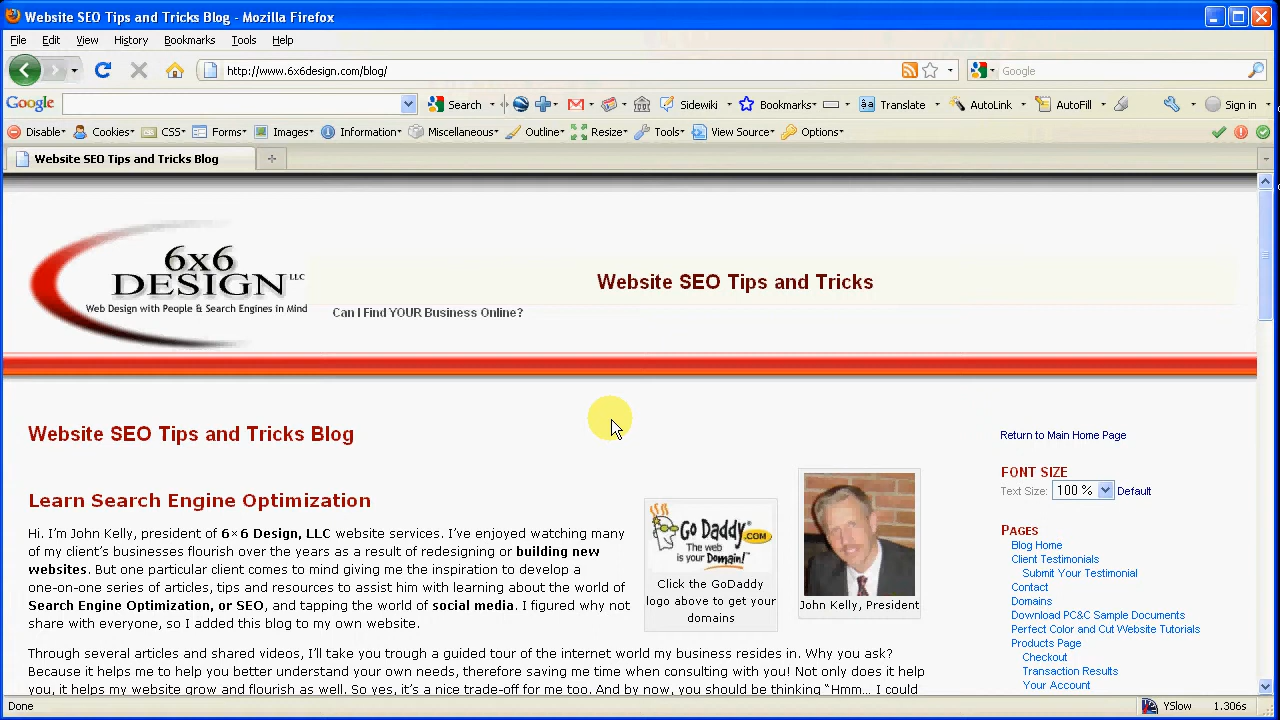 Website SEO Tips and Tricks Blog - Mozilla Firefox
File Edit View History Bookmarks Tools Help
http://www.6x6design.com/blog/ Google
Google Search Sidewiki Bookmarks Translate AutoLink AutoFill Sign in
Disable Cookies CSS Forms Images Information Miscellaneous Outline Resize Tools View Source Options
Website SEO Tips and Tricks Blog
6x6
DESIGN LLC
Web Design with People & Search Engines in Mind
Website SEO Tips and Tricks
Can I Find YOUR Business Online?
Website SEO Tips and Tricks Blog
Learn Search Engine Optimization
Hi. I'm John Kelly, president of 6×6 Design, LLC website services. I've enjoyed watching many
of my client's businesses flourish over the years as a result of redesigning or building new
websites. But one particular client comes to mind giving me the inspiration to develop a
one-on-one series of articles, tips and resources to assist him with learning about the world of
Search Engine Optimization, or SEO, and tapping the world of social media. I figured why not
share with everyone, so I added this blog to my own website.
Go Daddy .COM
The web
is your Domain!
Click the GoDaddy
logo above to get your
domains
John Kelly, President
Through several articles and shared videos, I'll take you trough a guided tour of the internet world my business resides in. Why you ask?
Because it helps me to help you better understand your own needs, therefore saving me time when consulting with you! Not only does it help
you, it helps my website grow and flourish as well. So yes, it's a nice trade-off for me too. And by now, you should be thinking "Hmm... I could
Return to Main Home Page
FONT SIZE
Text Size: 100 % Default
PAGES
Blog Home
Client Testimonials
Submit Your Testimonial
Contact
Domains
Download PC&C Sample Documents
Perfect Color and Cut Website Tutorials
Products Page
Checkout
Transaction Results
Your Account
Done YSlow 1.306s